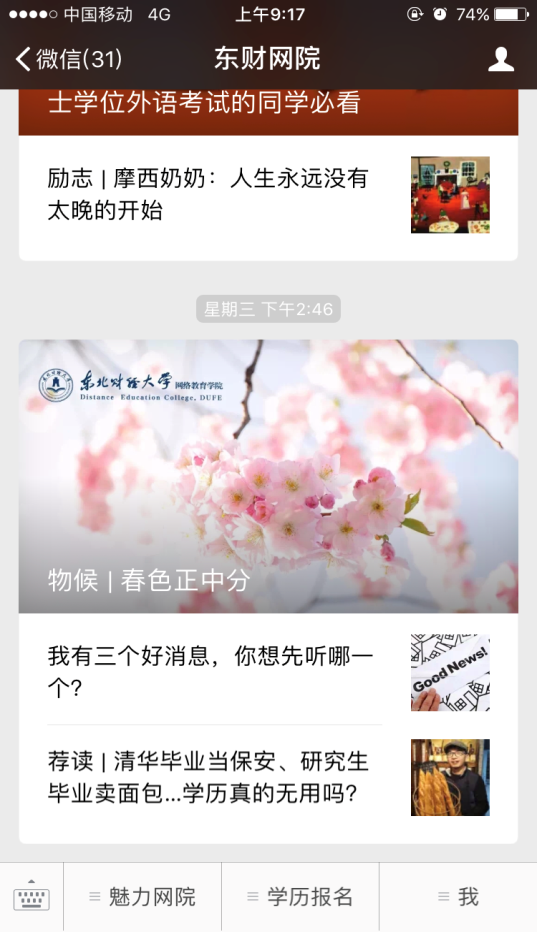 中国移动 4G 上午9:17 74%
微信(31) 东财网院
士学位外语考试的同学必看
励志 | 摩西奶奶：人生永远没有
太晚的开始
星期三 下午2:46
东北财经大学 网络教育学院
Distance Education College, DUFE
物候 | 春色正中分
我有三个好消息，你想先听哪一
个?
Good News!
荐读 | 清华毕业当保安、研究生
毕业卖面包...学历真的无用吗?
魅力网院 学历报名 我